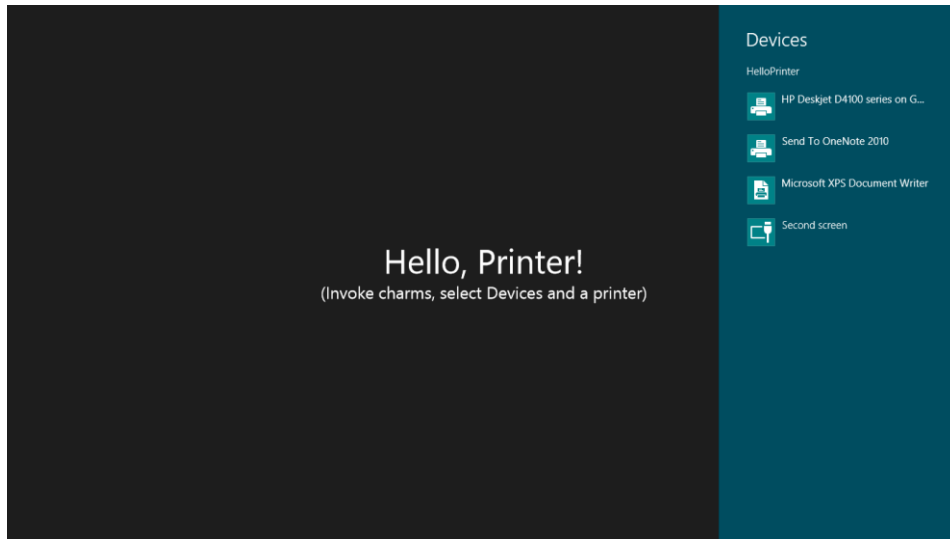 Devices
HelloPrinter
HP Deskjet D4100 series on G...
Send To OneNote 2010
Microsoft XPS Document Writer
Second screen
Hello, Printer!
(Invoke charms, select Devices and a printer)